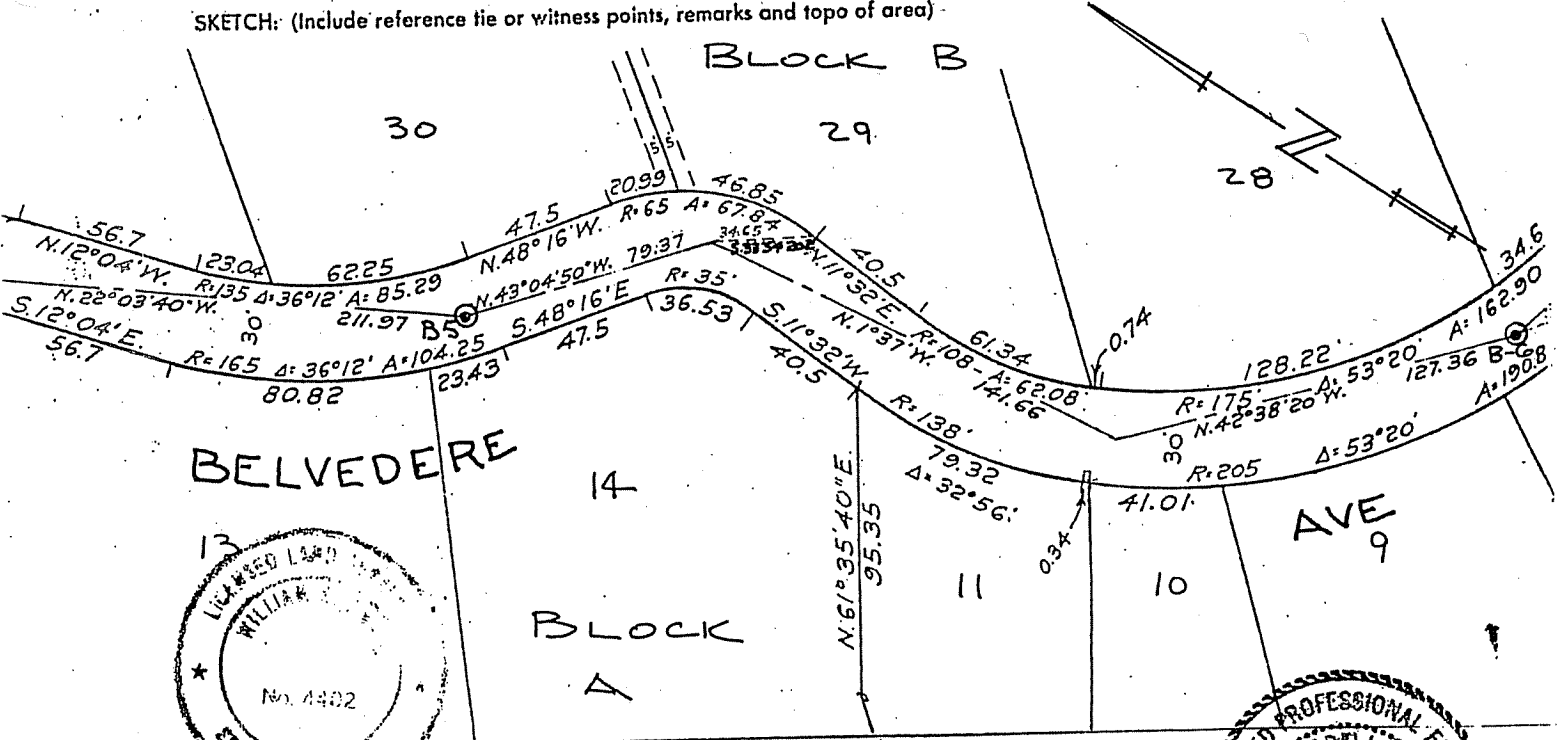 SKETCH: (Include reference tie or witness points, remarks and topo of area)
BLOCK B
30
29
28
5
5
20.99
46.85
R=65 A=67.84
34.65
47.5
N.48°16'W.
79.37
N.43°04'50"W.
56.7
N.12°04'W.
123.04
62.25
R=135 Δ=36°12' A=85.29
N.22°03'40"W.
211.97
B5
30'
S.12°04'E.
56.7
R=165 Δ=36°12' A=104.25
80.82
23.43
S.48°16'E
47.5
R=35'
36.53
S.11°32'W.
40.5
N.11°32'E.
40.5
N.1°37'W.
141.66
R=108 - A=62.08'
61.34
0.74
128.22'
R=175' Δ=53°20'
A=162.90
34.6
N.42°38'20"W.
127.36
30'
R=138'
79.32
Δ=32°56'
R=205
Δ=53°20'
41.01
0.34
BELVEDERE
AVE
13
14
11
10
9
N.61°35'40"E.
95.35
BLOCK
A
LICENSED LAND
WILLIAM
No. 4402
PROFESSIONAL